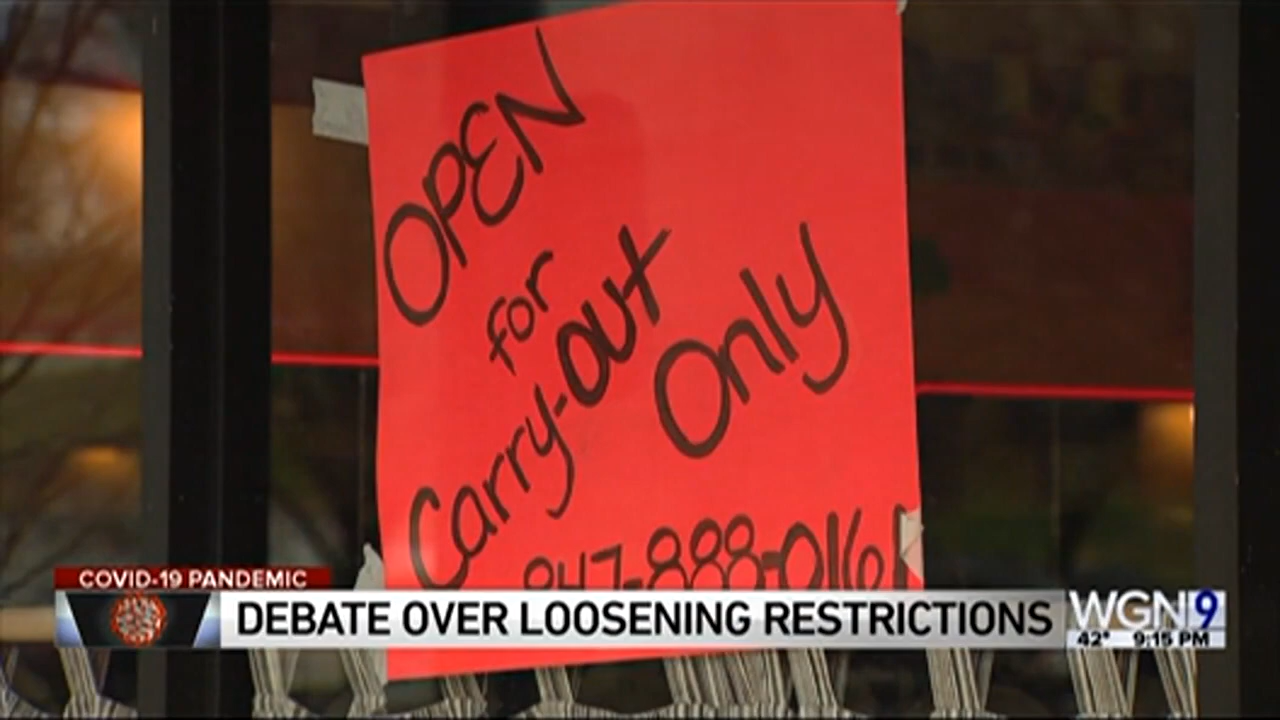 OPEN
for
Carry-OUT
Only
847-888-0161
COVID-19 PANDEMIC
DEBATE OVER LOOSENING RESTRICTIONS
WGN9
42° 9:15 PM